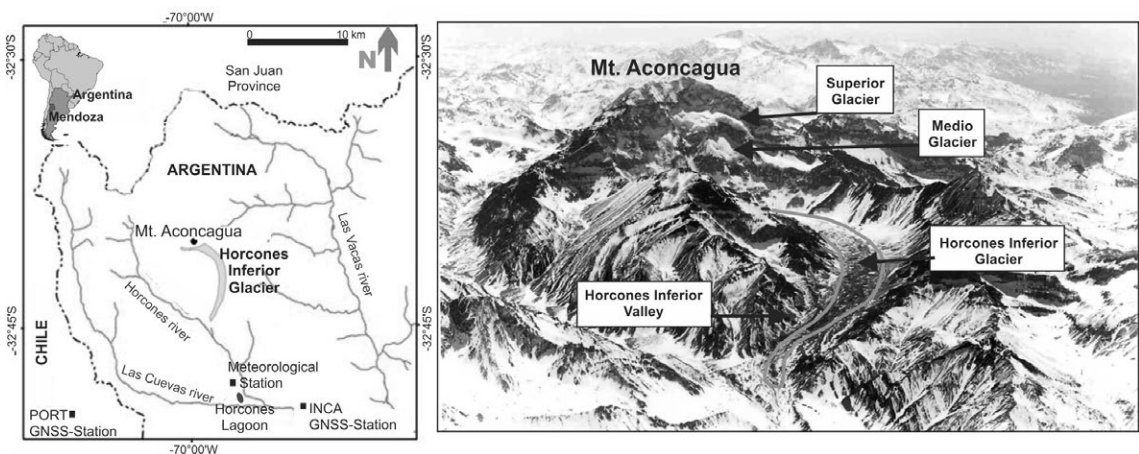 -70°00'W
0
10 km
N
-32°30'S
-32°30'S
San Juan
Province
Argentina
Mendoza
ARGENTINA
Mt. Aconcagua
Horcones
Inferior
Glacier
Las Vacas river
Horcones river
-32°45'S
-32°45'S
CHILE
Las Cuevas river
Meteorological
Station
PORT
GNSS-Station
Horcones
Lagoon
INCA
GNSS-Station
-70°00'W
Mt. Aconcagua
Superior
Glacier
Medio
Glacier
Horcones Inferior
Glacier
Horcones Inferior
Valley